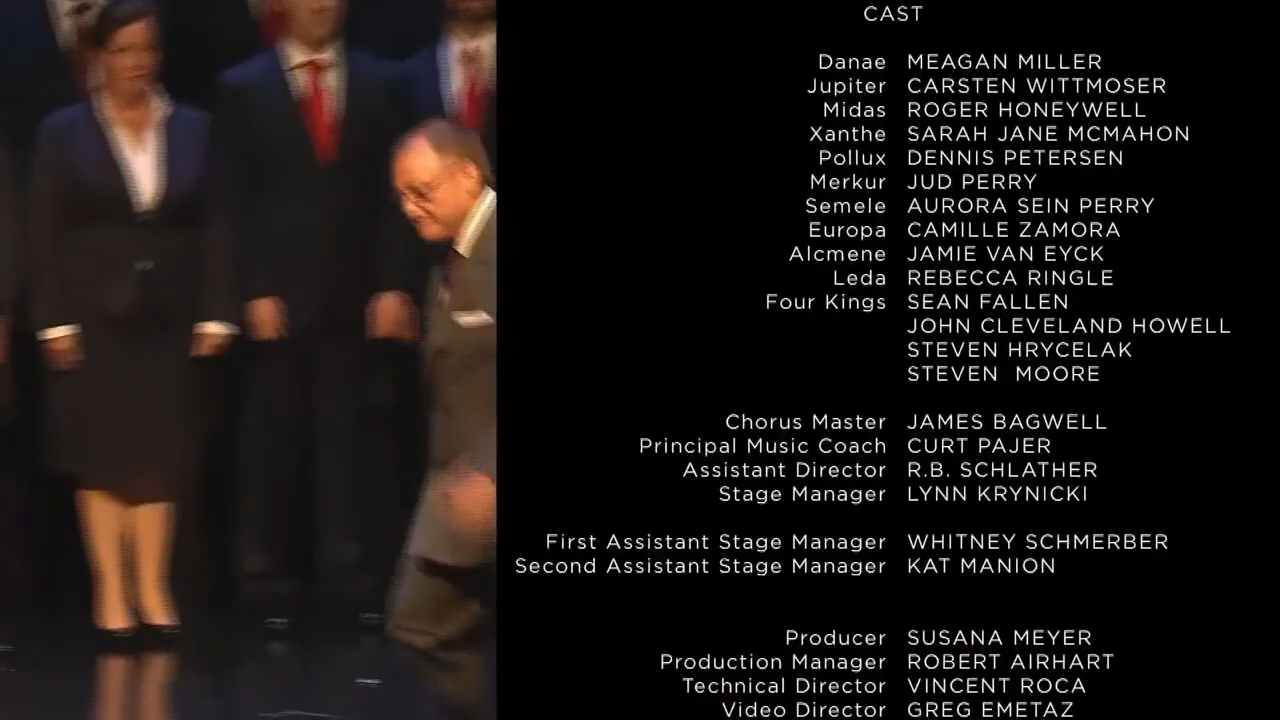 CAST
Danae MEAGAN MILLER
Jupiter CARSTEN WITTMOSER
Midas ROGER HONEYWELL
Xanthe SARAH JANE MCMAHON
Pollux DENNIS PETERSEN
Merkur JUD PERRY
Semele AURORA SEIN PERRY
Europa CAMILLE ZAMORA
Alcmene JAMIE VAN EYCK
Leda REBECCA RINGLE
Four Kings SEAN FALLEN
JOHN CLEVELAND HOWELL
STEVEN HRYCELAK
STEVEN MOORE
Chorus Master JAMES BAGWELL
Principal Music Coach CURT PAJER
Assistant Director R.B. SCHLATHER
Stage Manager LYNN KRYNICKI
First Assistant Stage Manager WHITNEY SCHMERBER
Second Assistant Stage Manager KAT MANION
Producer SUSANA MEYER
Production Manager ROBERT AIRHART
Technical Director VINCENT ROCA
Video Director GREG EMETAZ